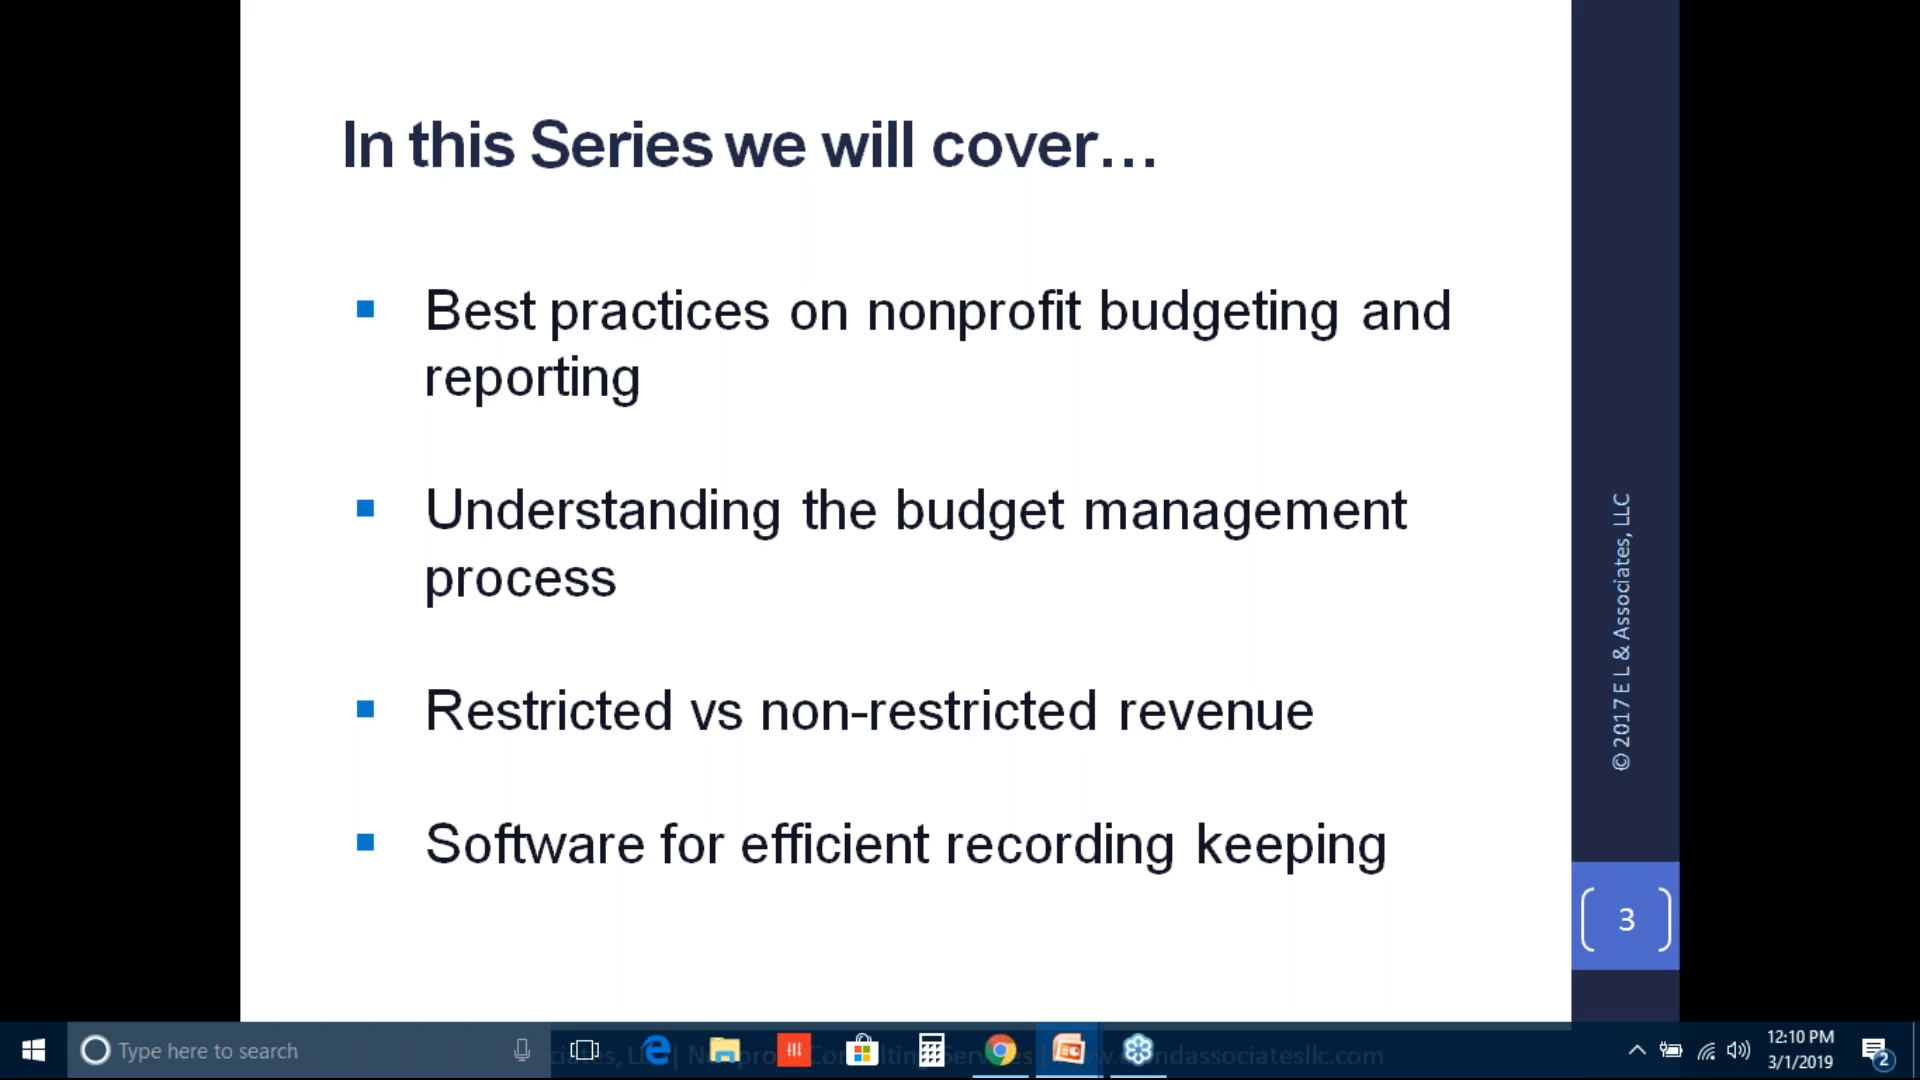 In this Series we will cover...
Best practices on nonprofit budgeting and
reporting
Understanding the budget management
process
Restricted vs non-restricted revenue
Software for efficient recording keeping
© 2017 E L & Associates, LLC
3
Type here to search
12:10 PM
3/1/2019
2